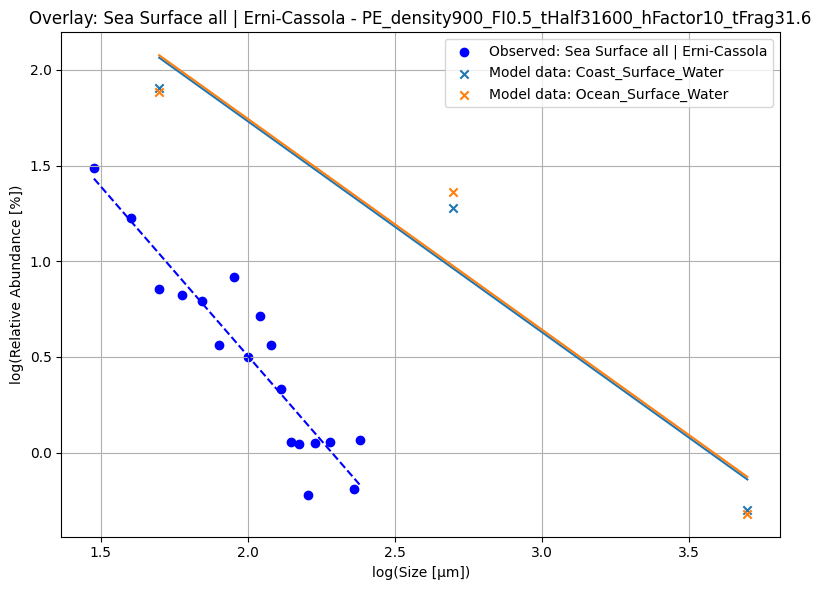 Overlay: Sea Surface all | Erni-Cassola - PE_density900_FI0.5_tHalf31600_hFactor10_tFrag31.6
Observed: Sea Surface all | Erni-Cassola
Model data: Coast_Surface_Water
Model data: Ocean_Surface_Water
log(Relative Abundance [%])
2.0
1.5
1.0
0.5
0.0
1.5 2.0 2.5 3.0 3.5
log(Size [µm])